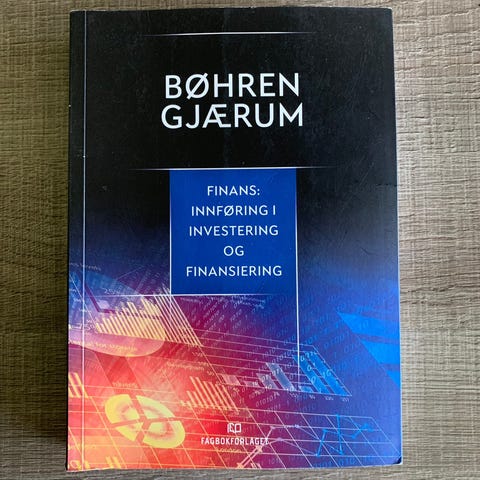 BØHREN
GJÆRUM
FINANS:
INNFØRING I
INVESTERING
OG
FINANSIERING
FAGBOKFORLAGET